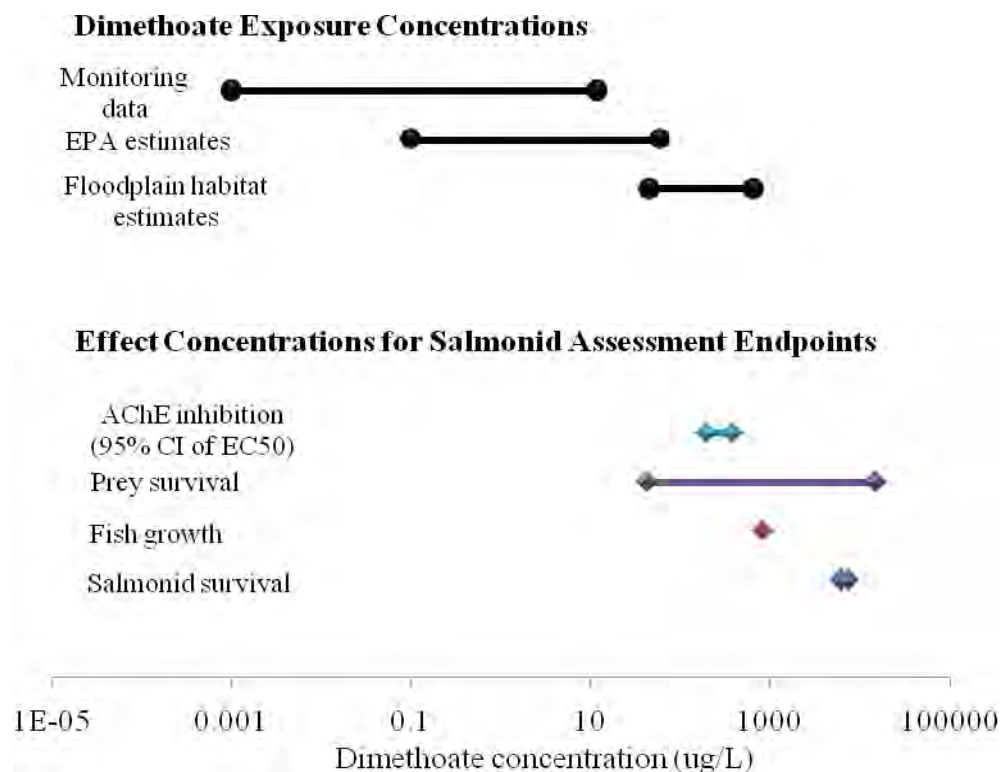 Dimethoate Exposure Concentrations
Monitoring
data
EPA estimates
Floodplain habitat
estimates
Effect Concentrations for Salmonid Assessment Endpoints
AChE inhibition
(95% CI of EC50)
Prey survival
Fish growth
Salmonid survival
1E-05 0.001 0.1 10 1000 100000
Dimethoate concentration (ug/L)